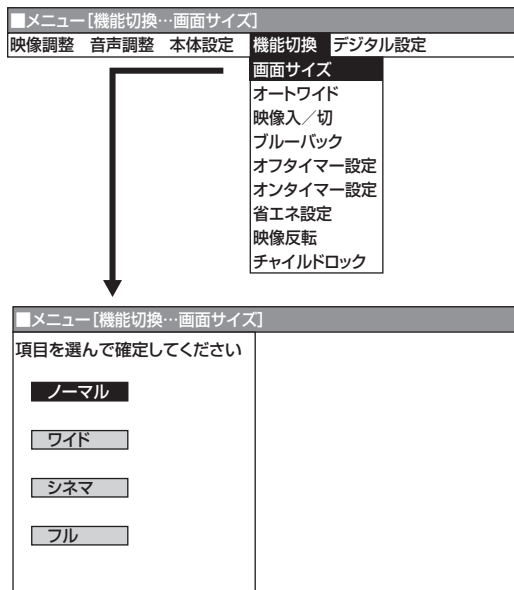 ■メニュー[機能切換…画面サイズ]
映像調整 音声調整 本体設定 機能切換 デジタル設定
画面サイズ
オートワイド
映像入／切
ブルーバック
オフタイマー設定
オンタイマー設定
省エネ設定
映像反転
チャイルドロック
■メニュー[機能切換…画面サイズ]
項目を選んで確定してください
ノーマル
ワイド
シネマ
フル